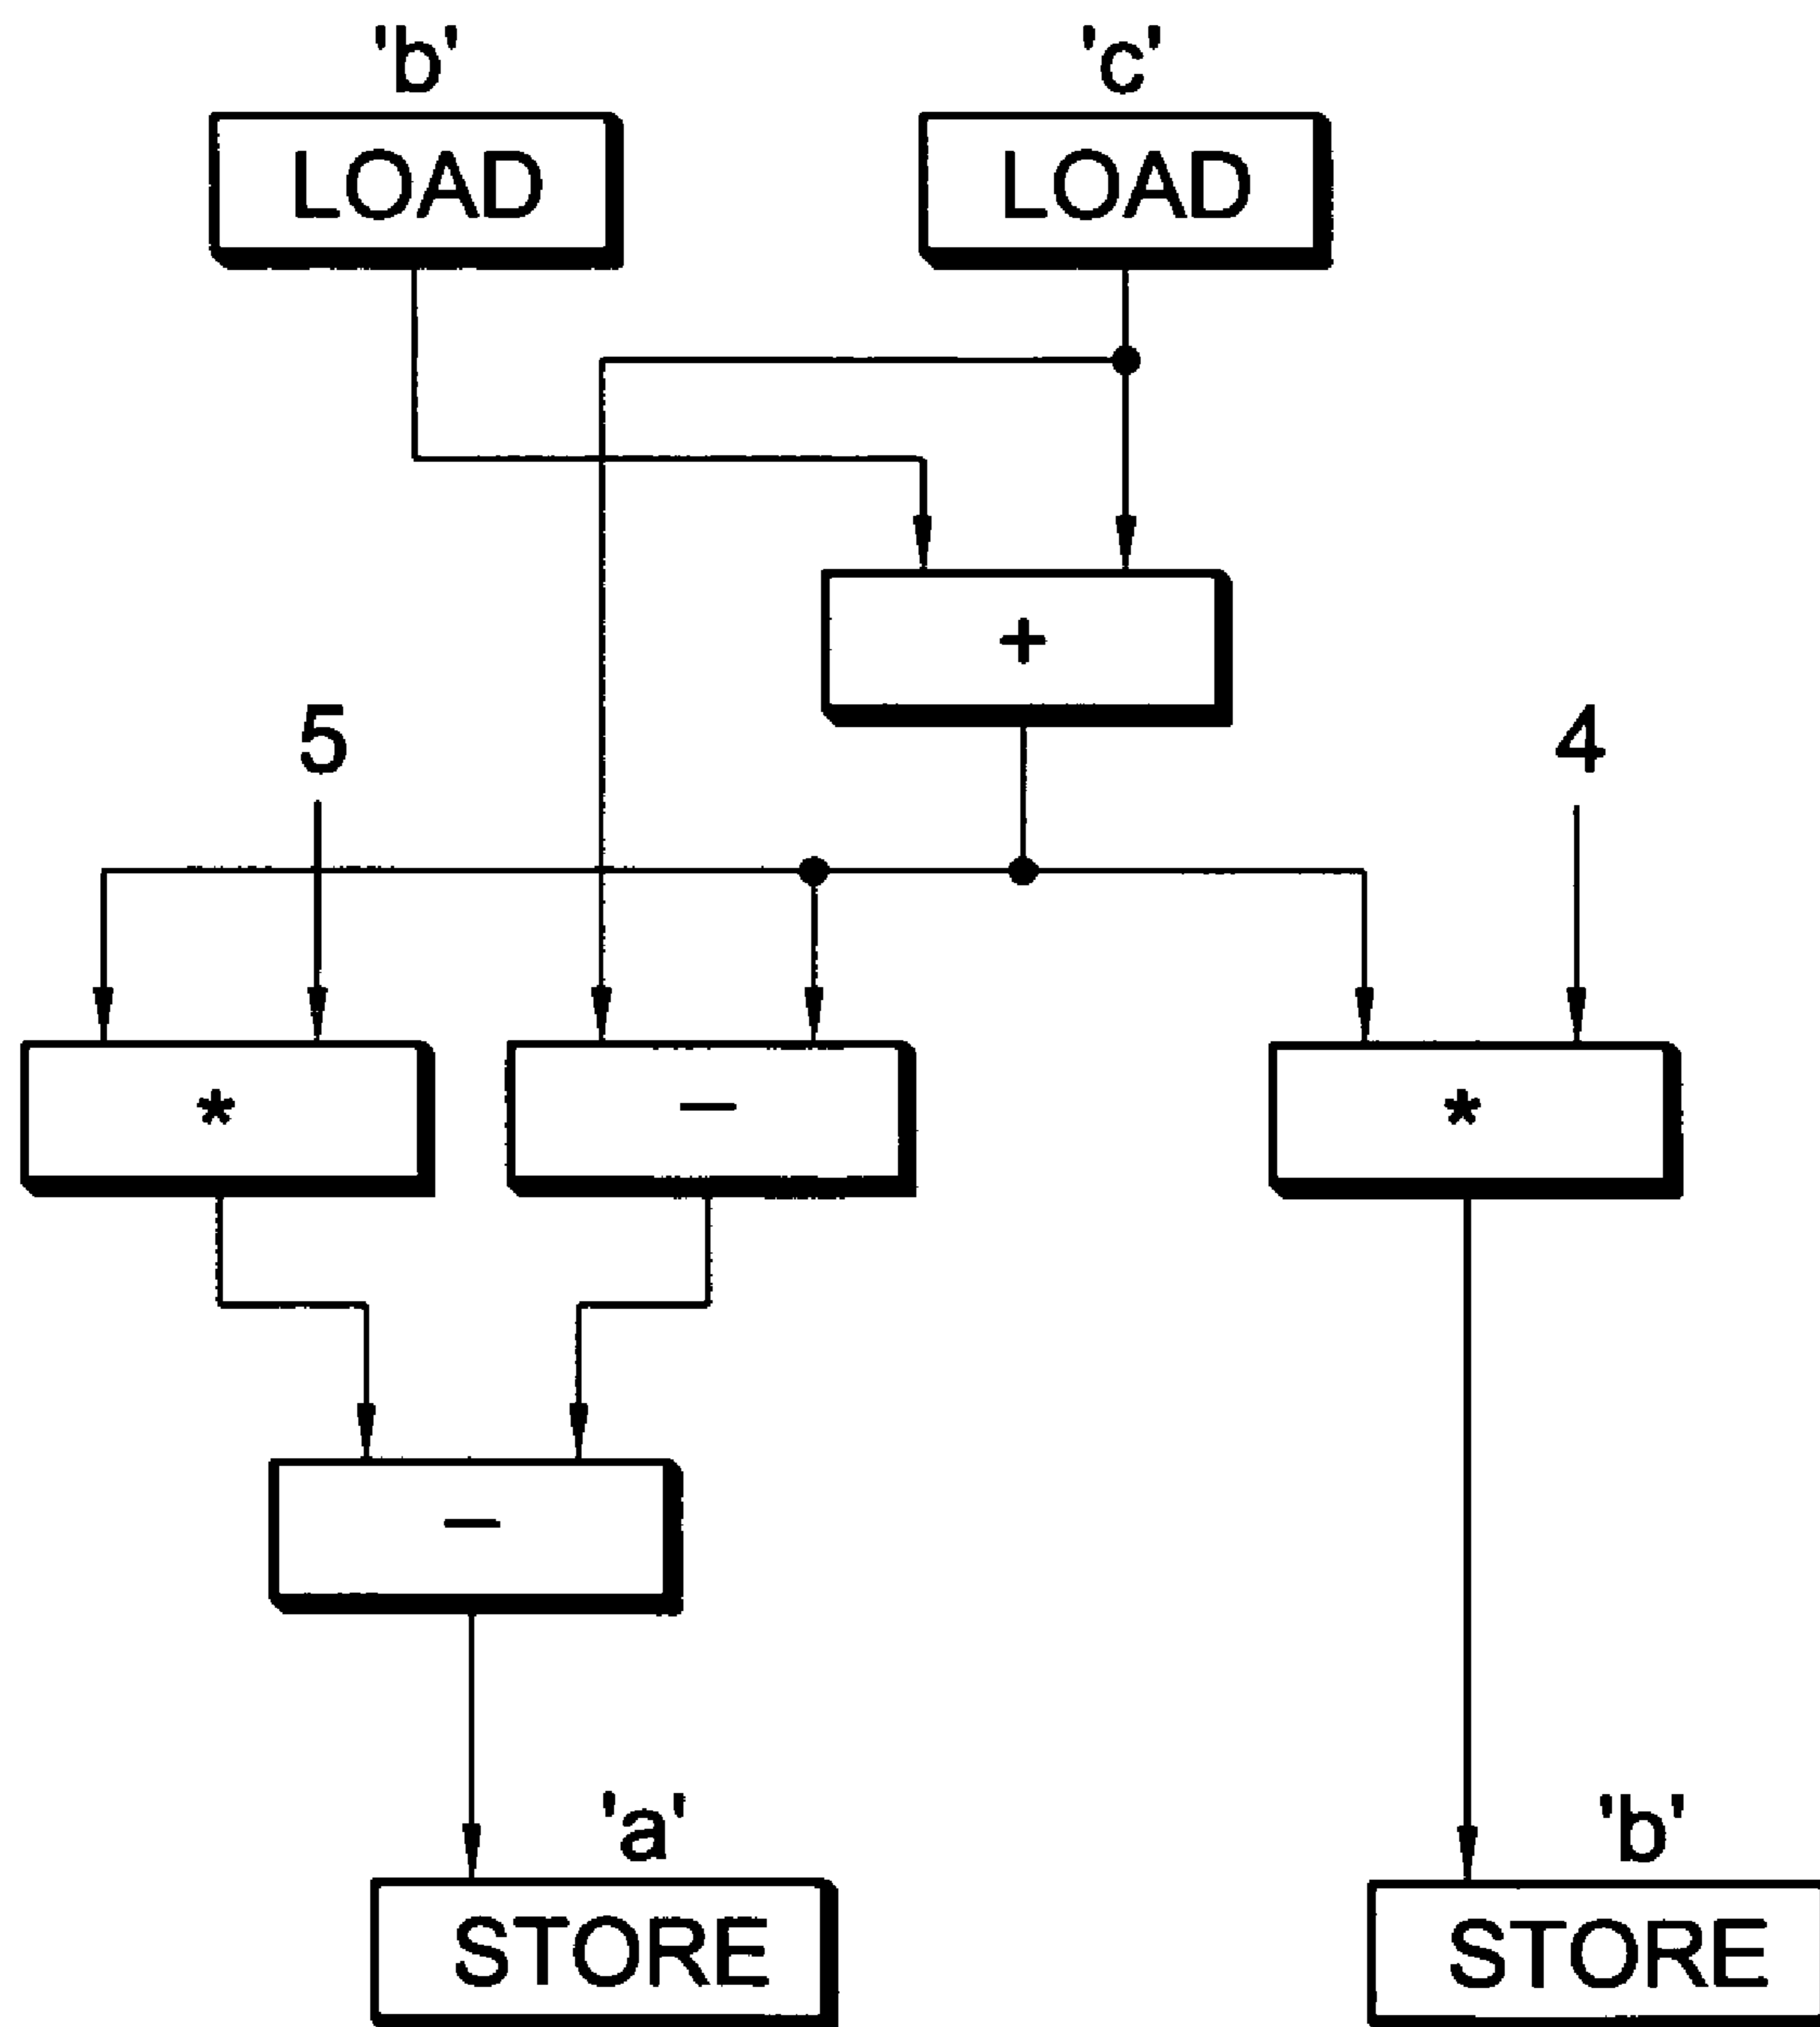 'b' 'c'
LOAD LOAD
+
5 4
* − *
−
'a' 'b'
STORE STORE